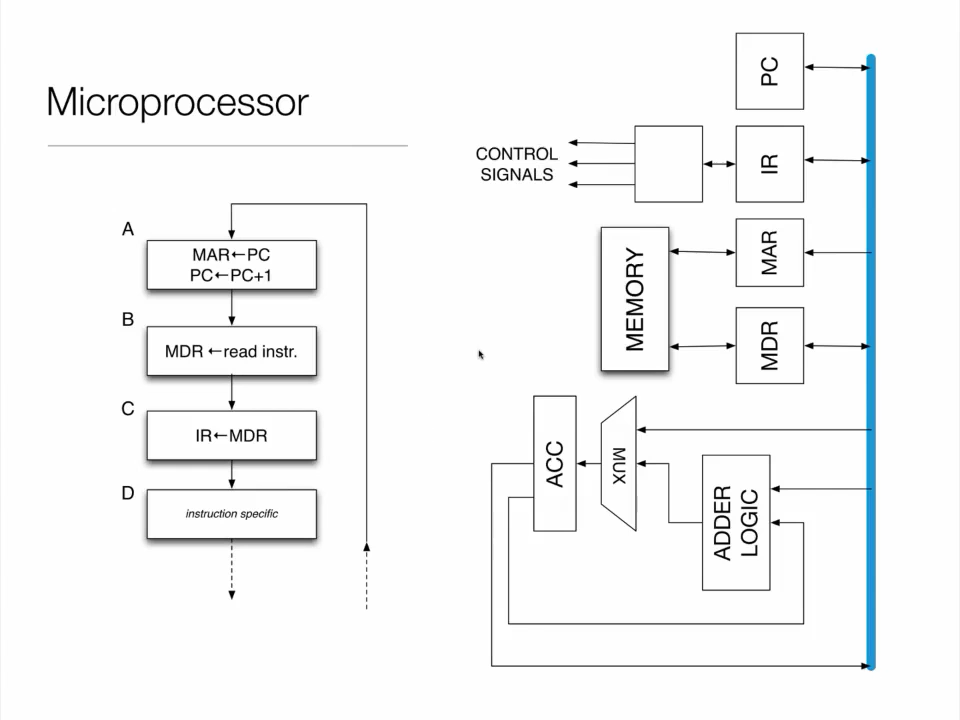 Microprocessor
A
MAR←PC
PC←PC+1
B
MDR ←read instr.
C
IR←MDR
D
instruction specific
PC
CONTROL
SIGNALS
IR
MEMORY
MAR
MDR
ACC
MUX
ADDER
LOGIC